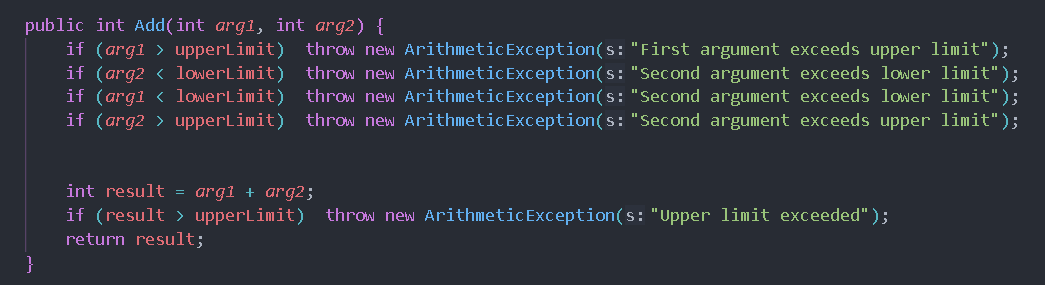 public int Add(int arg1, int arg2) {
if (arg1 > upperLimit)  throw new ArithmeticException(s:"First argument exceeds upper limit");
if (arg2 < lowerLimit)  throw new ArithmeticException(s:"Second argument exceeds lower limit");
if (arg1 < lowerLimit)  throw new ArithmeticException(s:"Second argument exceeds lower limit");
if (arg2 > upperLimit)  throw new ArithmeticException(s:"Second argument exceeds upper limit");
int result = arg1 + arg2;
if (result > upperLimit)  throw new ArithmeticException(s:"Upper limit exceeded");
return result;
}